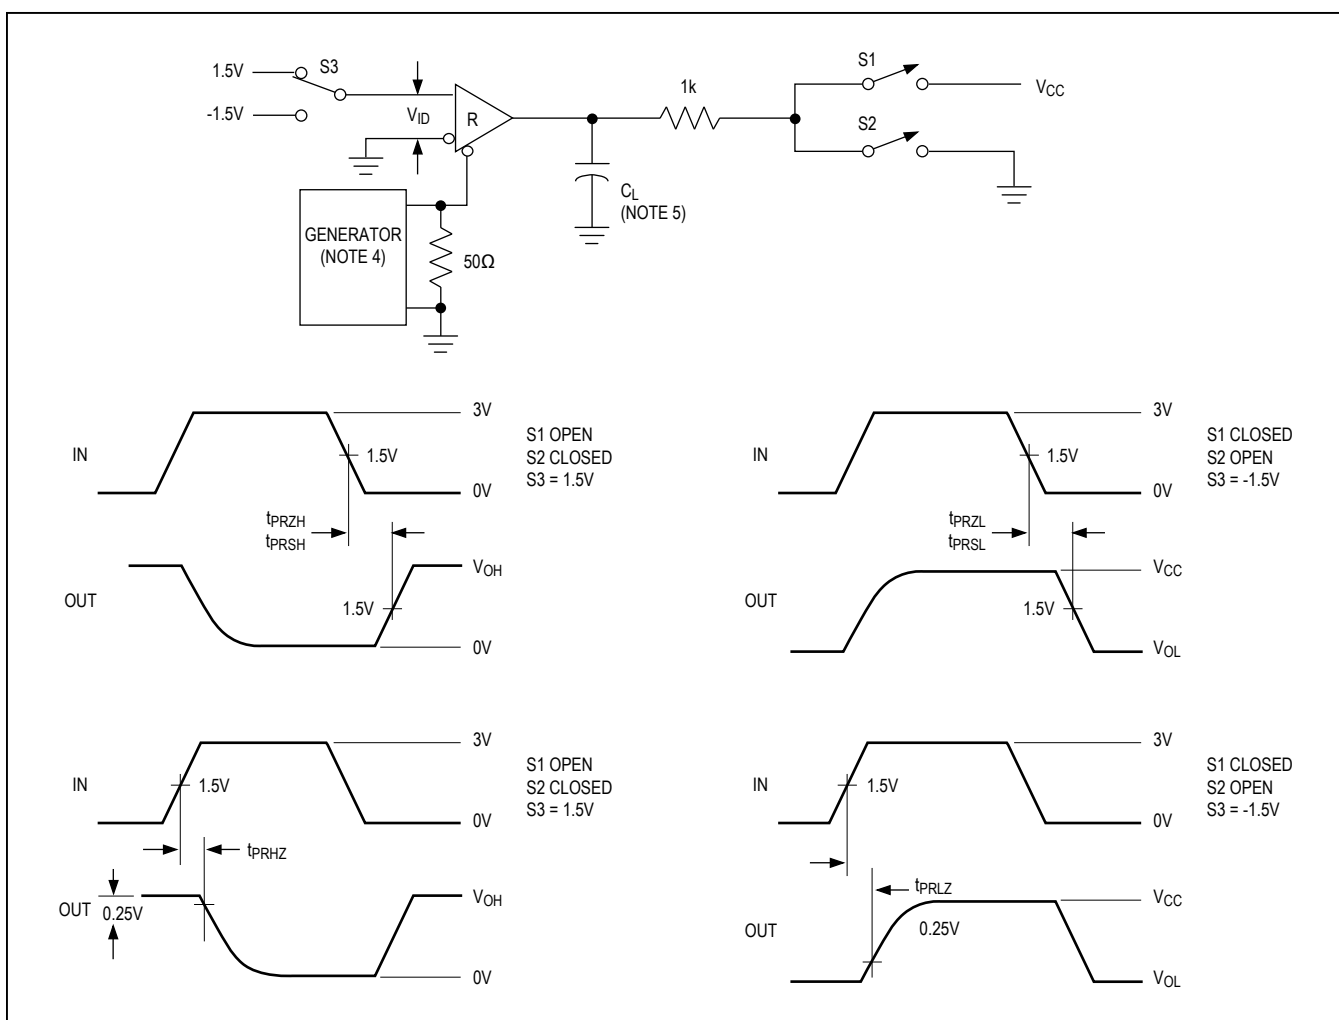 S3
1.5V
-1.5V
VID
R
1k
S1
VCC
S2
CL
(NOTE 5)
GENERATOR
(NOTE 4)
50Ω
IN
3V
1.5V
0V
S1 OPEN
S2 CLOSED
S3 = 1.5V
tPRZH
tPRSH
OUT
VOH
1.5V
0V
IN
3V
1.5V
0V
S1 CLOSED
S2 OPEN
S3 = -1.5V
tPRZL
tPRSL
OUT
VCC
1.5V
VOL
IN
3V
1.5V
0V
S1 OPEN
S2 CLOSED
S3 = 1.5V
tPRHZ
OUT
0.25V
VOH
0V
IN
3V
1.5V
0V
S1 CLOSED
S2 OPEN
S3 = -1.5V
tPRLZ
OUT
VCC
0.25V
VOL